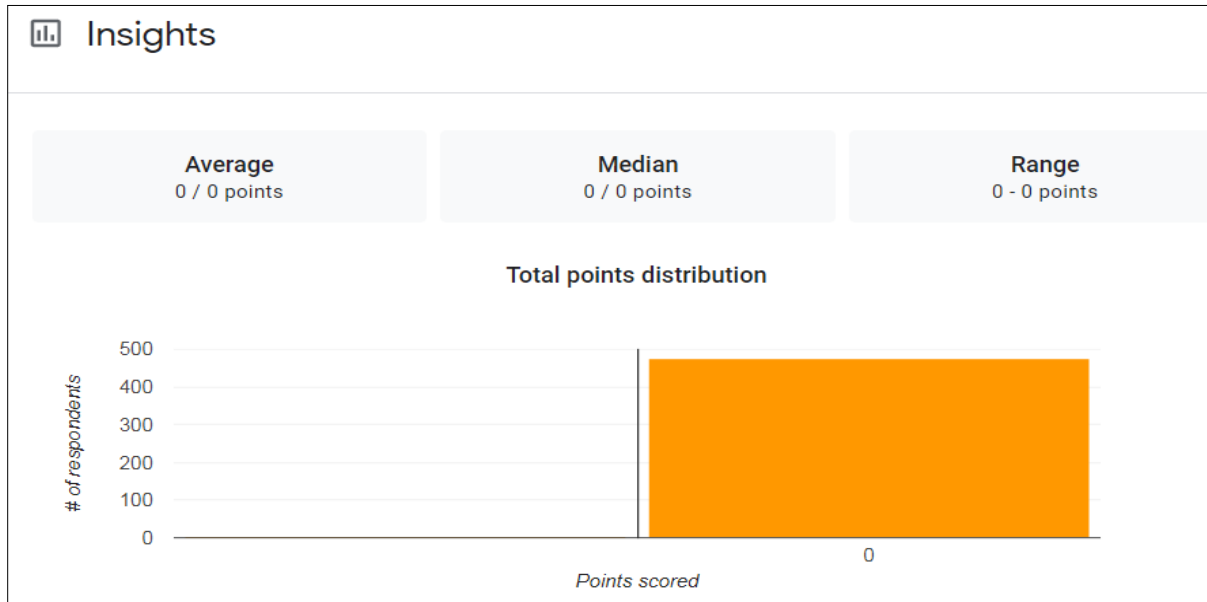 Insights
Average
0 / 0 points
Median
0 / 0 points
Range
0 - 0 points
Total points distribution
500
400
300
200
100
0
# of respondents
0
Points scored